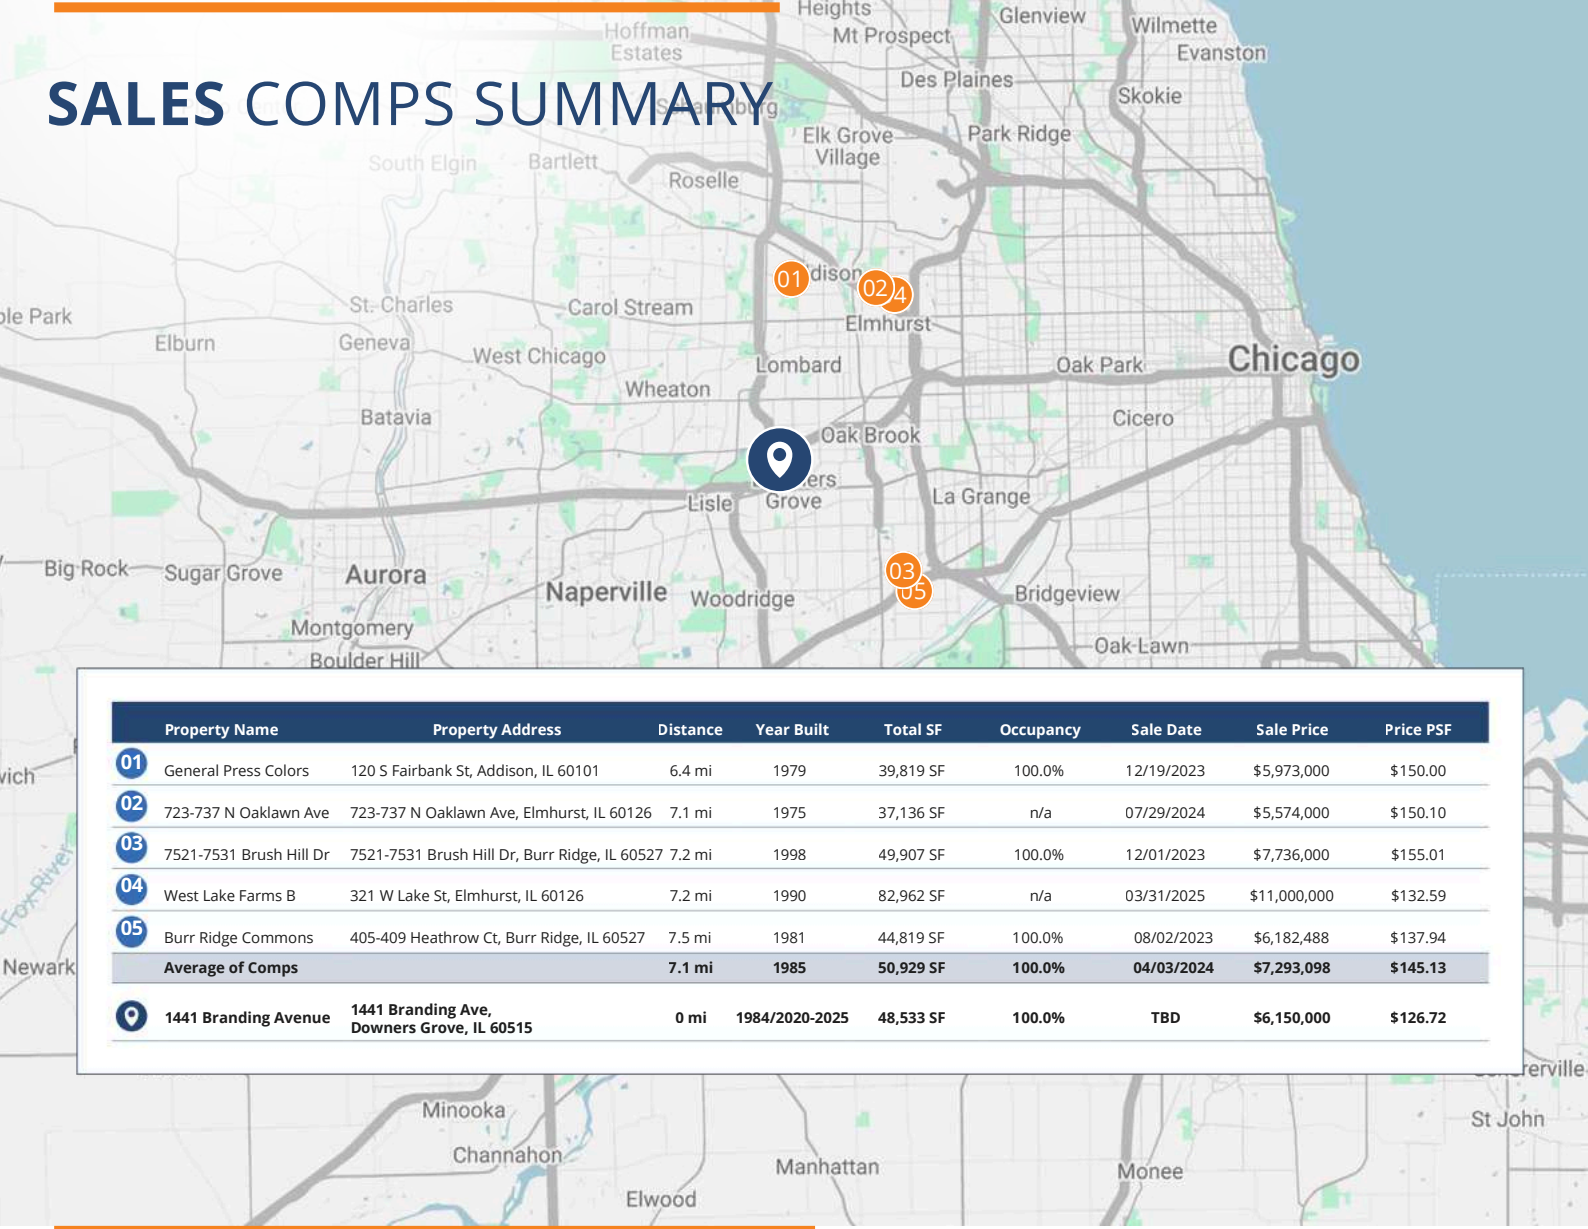 Heights
Glenview
Wilmette
Hoffman
Estates
Mt Prospect
Evanston
Des Plaines
Skokie
SALES COMPS SUMMARY
Schaumburg
Elk Grove
Village
Park Ridge
South Elgin
Bartlett
Roselle
01
dison
02
4
St. Charles
Carol Stream
ple Park
Elmhurst
Elburn
Geneva
West Chicago
Lombard
Oak Park
Chicago
Wheaton
Batavia
Cicero
Oak Brook
ers
Grove
Lisle
La Grange
Big Rock
Sugar Grove
Aurora
03
05
Naperville
Woodridge
Bridgeview
Montgomery
Oak Lawn
Boulder Hill
Property Name Property Address Distance Year Built Total SF Occupancy Sale Date Sale Price Price PSF
01 General Press Colors 120 S Fairbank St, Addison, IL 60101 6.4 mi 1979 39,819 SF 100.0% 12/19/2023 $5,973,000 $150.00
02 723-737 N Oaklawn Ave 723-737 N Oaklawn Ave, Elmhurst, IL 60126 7.1 mi 1975 37,136 SF n/a 07/29/2024 $5,574,000 $150.10
03 7521-7531 Brush Hill Dr 7521-7531 Brush Hill Dr, Burr Ridge, IL 60527 7.2 mi 1998 49,907 SF 100.0% 12/01/2023 $7,736,000 $155.01
04 West Lake Farms B 321 W Lake St, Elmhurst, IL 60126 7.2 mi 1990 82,962 SF n/a 03/31/2025 $11,000,000 $132.59
05 Burr Ridge Commons 405-409 Heathrow Ct, Burr Ridge, IL 60527 7.5 mi 1981 44,819 SF 100.0% 08/02/2023 $6,182,488 $137.94
Average of Comps 7.1 mi 1985 50,929 SF 100.0% 04/03/2024 $7,293,098 $145.13
1441 Branding Avenue 1441 Branding Ave, 0 mi 1984/2020-2025 48,533 SF 100.0% TBD $6,150,000 $126.72
Downers Grove, IL 60515
wich
Fox River
Newark
rerville
Minooka
St John
Channahon
Manhattan
Monee
Elwood